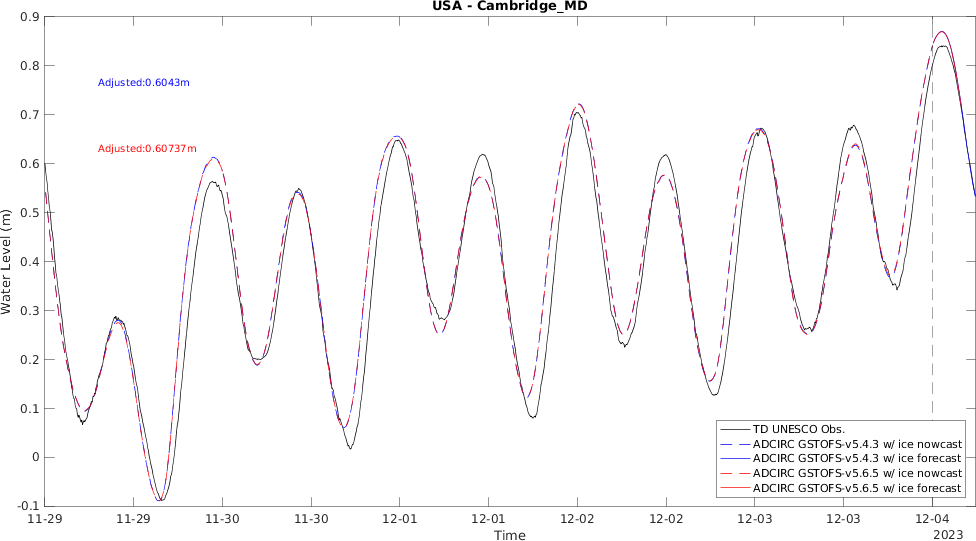 USA - Cambridge_MD
0.9
0.8
0.7
0.6
0.5
0.4
0.3
0.2
0.1
0
-0.1
Water Level (m)
Adjusted:0.6043m
Adjusted:0.60737m
TD UNESCO Obs.
ADCIRC GSTOFS-v5.4.3 w/ ice nowcast
ADCIRC GSTOFS-v5.4.3 w/ ice forecast
ADCIRC GSTOFS-v5.6.5 w/ ice nowcast
ADCIRC GSTOFS-v5.6.5 w/ ice forecast
11-29 11-29 11-30 11-30 12-01 12-01 12-02 12-02 12-03 12-03 12-04
Time
2023